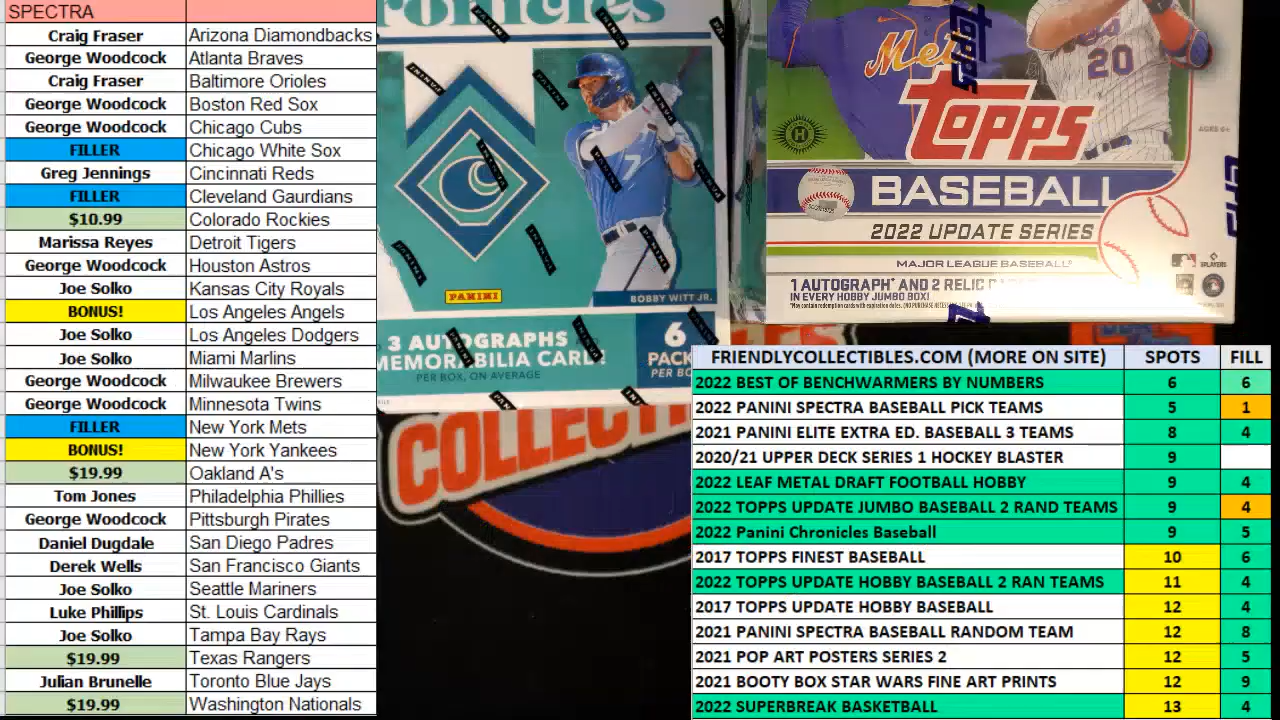 SPECTRA
Craig Fraser Arizona Diamondbacks
George Woodcock Atlanta Braves
Craig Fraser Baltimore Orioles
George Woodcock Boston Red Sox
George Woodcock Chicago Cubs
FILLER Chicago White Sox
Greg Jennings Cincinnati Reds
FILLER Cleveland Gaurdians
$10.99 Colorado Rockies
Marissa Reyes Detroit Tigers
George Woodcock Houston Astros
Joe Solko Kansas City Royals
BONUS! Los Angeles Angels
Joe Solko Los Angeles Dodgers
Joe Solko Miami Marlins
George Woodcock Milwaukee Brewers
George Woodcock Minnesota Twins
FILLER New York Mets
BONUS! New York Yankees
$19.99 Oakland A's
Tom Jones Philadelphia Phillies
George Woodcock Pittsburgh Pirates
Daniel Dugdale San Diego Padres
Derek Wells San Francisco Giants
Joe Solko Seattle Mariners
Luke Phillips St. Louis Cardinals
Joe Solko Tampa Bay Rays
$19.99 Texas Rangers
Julian Brunelle Toronto Blue Jays
$19.99 Washington Nationals
ronicles
PANINI
7
PANINI
BOBBY WITT JR.
3 AUTOGRAPHS
MEMORABILIA CARD
PER BOX, ON AVERAGE
6
PACK
PER BO
COLLECTI
Met
20
topps
TOPPS
H
AGES 6+
BASEBALL
2022 UPDATE SERIES
MAJOR LEAGUE BASEBALL
1 AUTOGRAPH* AND 2 RELIC
IN EVERY HOBBY JUMBO BOX!
FRIENDLYCOLLECTIBLES.COM (MORE ON SITE) SPOTS FILL
2022 BEST OF BENCHWARMERS BY NUMBERS 6 6
2022 PANINI SPECTRA BASEBALL PICK TEAMS 5 1
2021 PANINI ELITE EXTRA ED. BASEBALL 3 TEAMS 8 4
2020/21 UPPER DECK SERIES 1 HOCKEY BLASTER 9
2022 LEAF METAL DRAFT FOOTBALL HOBBY 9 4
2022 TOPPS UPDATE JUMBO BASEBALL 2 RAND TEAMS 9 4
2022 Panini Chronicles Baseball 9 5
2017 TOPPS FINEST BASEBALL 10 6
2022 TOPPS UPDATE HOBBY BASEBALL 2 RAN TEAMS 11 4
2017 TOPPS UPDATE HOBBY BASEBALL 12 4
2021 PANINI SPECTRA BASEBALL RANDOM TEAM 12 8
2021 POP ART POSTERS SERIES 2 12 5
2021 BOOTY BOX STAR WARS FINE ART PRINTS 12 9
2022 SUPERBREAK BASKETBALL 13 4